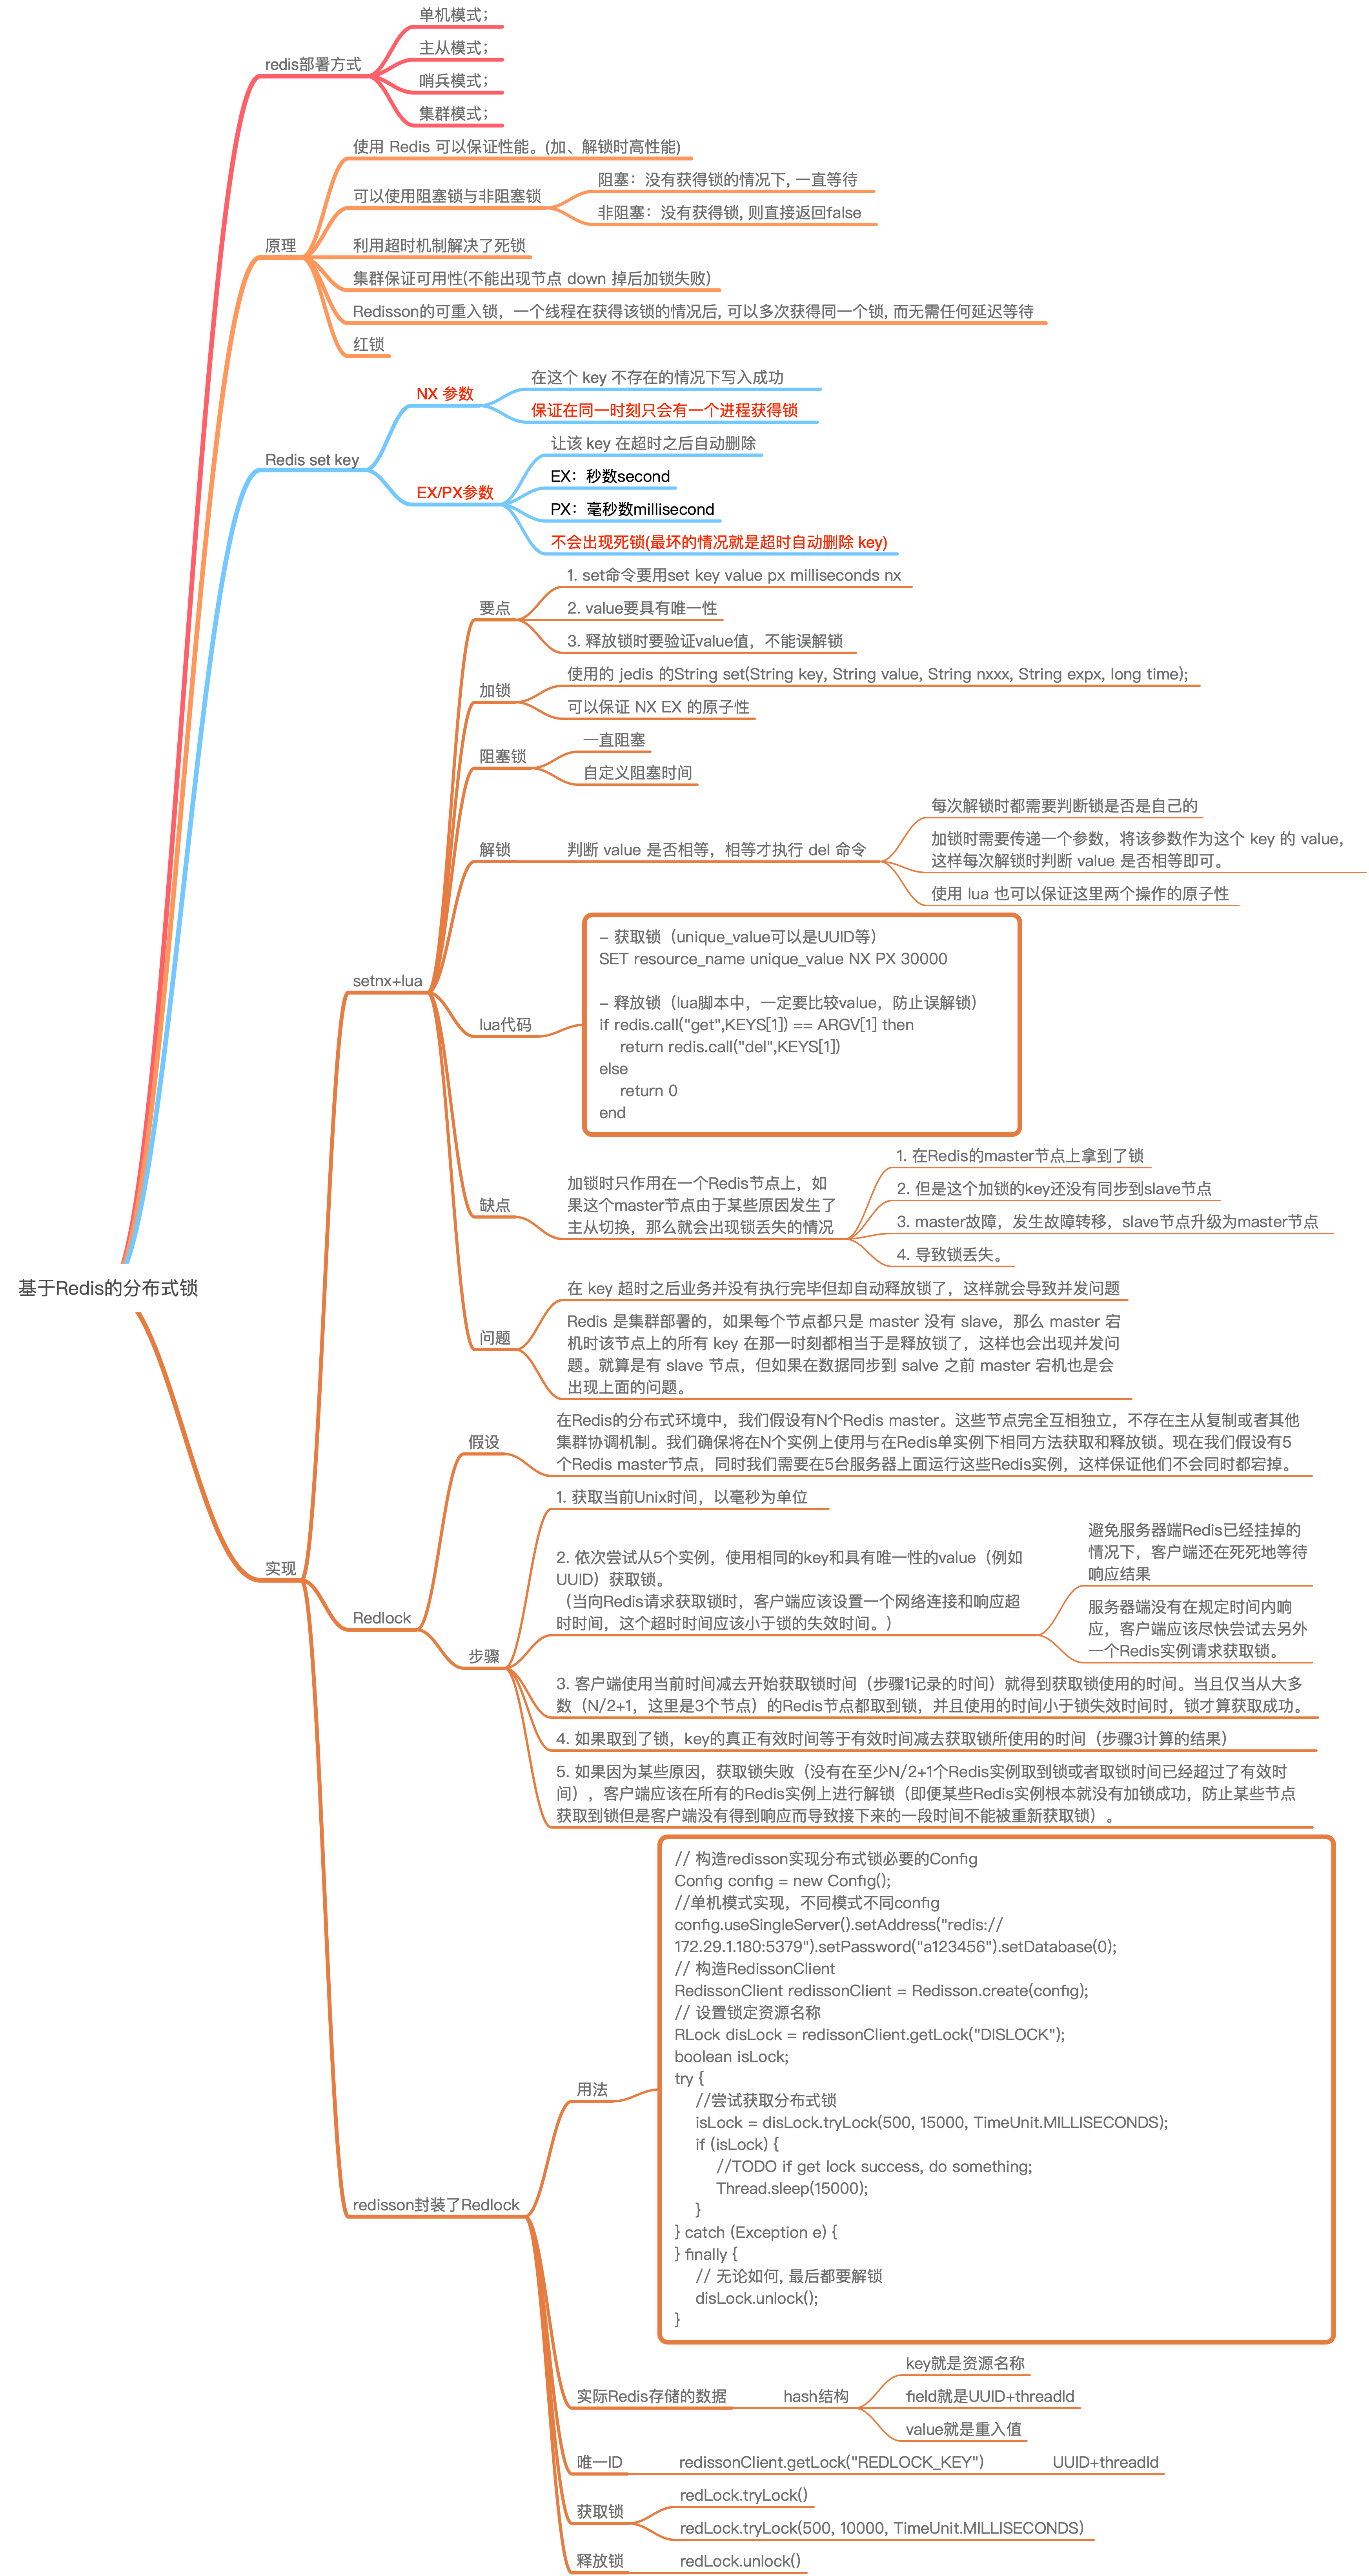 单机模式；
主从模式；
哨兵模式；
集群模式；
redis部署方式
使用 Redis 可以保证性能。(加、解锁时高性能)
可以使用阻塞锁与非阻塞锁
阻塞：没有获得锁的情况下, 一直等待
非阻塞：没有获得锁, 则直接返回false
原理
利用超时机制解决了死锁
集群保证可用性(不能出现节点 down 掉后加锁失败)
Redisson的可重入锁，一个线程在获得该锁的情况后, 可以多次获得同一个锁, 而无需任何延迟等待
红锁
Redis set key
NX 参数
在这个 key 不存在的情况下写入成功
保证在同一时刻只会有一个进程获得锁
EX/PX参数
让该 key 在超时之后自动删除
EX：秒数second
PX：毫秒数millisecond
不会出现死锁(最坏的情况就是超时自动删除 key)
基于Redis的分布式锁
实现
setnx+lua
要点
1. set命令要用set key value px milliseconds nx
2. value要具有唯一性
3. 释放锁时要验证value值，不能误解锁
加锁
使用的 jedis 的String set(String key, String value, String nxxx, String expx, long time);
可以保证 NX EX 的原子性
阻塞锁
一直阻塞
自定义阻塞时间
解锁
判断 value 是否相等，相等才执行 del 命令
每次解锁时都需要判断锁是否是自己的
加锁时需要传递一个参数，将该参数作为这个 key 的 value，
这样每次解锁时判断 value 是否相等即可。
使用 lua 也可以保证这里两个操作的原子性
lua代码
- 获取锁（unique_value可以是UUID等）
SET resource_name unique_value NX PX 30000
- 释放锁（lua脚本中，一定要比较value，防止误解锁）
if redis.call("get",KEYS[1]) == ARGV[1] then
return redis.call("del",KEYS[1])
else
return 0
end
缺点
加锁时只作用在一个Redis节点上，如
果这个master节点由于某些原因发生了
主从切换，那么就会出现锁丢失的情况
1. 在Redis的master节点上拿到了锁
2. 但是这个加锁的key还没有同步到slave节点
3. master故障，发生故障转移，slave节点升级为master节点
4. 导致锁丢失。
问题
在 key 超时之后业务并没有执行完毕但却自动释放锁了，这样就会导致并发问题
Redis 是集群部署的，如果每个节点都只是 master 没有 slave，那么 master 宕
机时该节点上的所有 key 在那一时刻都相当于是释放锁了，这样也会出现并发问
题。就算是有 slave 节点，但如果在数据同步到 salve 之前 master 宕机也是会
出现上面的问题。
Redlock
假设
在Redis的分布式环境中，我们假设有N个Redis master。这些节点完全互相独立，不存在主从复制或者其他
集群协调机制。我们确保将在N个实例上使用与在Redis单实例下相同方法获取和释放锁。现在我们假设有5
个Redis master节点，同时我们需要在5台服务器上面运行这些Redis实例，这样保证他们不会同时都宕掉。
步骤
1. 获取当前Unix时间，以毫秒为单位
2. 依次尝试从5个实例，使用相同的key和具有唯一性的value（例如
UUID）获取锁。
（当向Redis请求获取锁时，客户端应该设置一个网络连接和响应超
时时间，这个超时时间应该小于锁的失效时间。）
避免服务器端Redis已经挂掉的
情况下，客户端还在死死地等待
响应结果
服务器端没有在规定时间内响
应，客户端应该尽快尝试去另外
一个Redis实例请求获取锁。
3. 客户端使用当前时间减去开始获取锁时间（步骤1记录的时间）就得到获取锁使用的时间。当且仅当从大多
数（N/2+1，这里是3个节点）的Redis节点都取到锁，并且使用的时间小于锁失效时间时，锁才算获取成功。
4. 如果取到了锁，key的真正有效时间等于有效时间减去获取锁所使用的时间（步骤3计算的结果）
5. 如果因为某些原因，获取锁失败（没有在至少N/2+1个Redis实例取到锁或者取锁时间已经超过了有效时
间），客户端应该在所有的Redis实例上进行解锁（即便某些Redis实例根本就没有加锁成功，防止某些节点
获取到锁但是客户端没有得到响应而导致接下来的一段时间不能被重新获取锁）。
redisson封装了Redlock
用法
// 构造redisson实现分布式锁必要的Config
Config config = new Config();
//单机模式实现，不同模式不同config
config.useSingleServer().setAddress("redis://
172.29.1.180:5379").setPassword("a123456").setDatabase(0);
// 构造RedissonClient
RedissonClient redissonClient = Redisson.create(config);
// 设置锁定资源名称
RLock disLock = redissonClient.getLock("DISLOCK");
boolean isLock;
try {
//尝试获取分布式锁
isLock = disLock.tryLock(500, 15000, TimeUnit.MILLISECONDS);
if (isLock) {
//TODO if get lock success, do something;
Thread.sleep(15000);
}
} catch (Exception e) {
} finally {
// 无论如何, 最后都要解锁
disLock.unlock();
}
实际Redis存储的数据
hash结构
key就是资源名称
field就是UUID+threadId
value就是重入值
唯一ID
redissonClient.getLock("REDLOCK_KEY")
UUID+threadId
获取锁
redLock.tryLock()
redLock.tryLock(500, 10000, TimeUnit.MILLISECONDS)
释放锁
redLock.unlock()